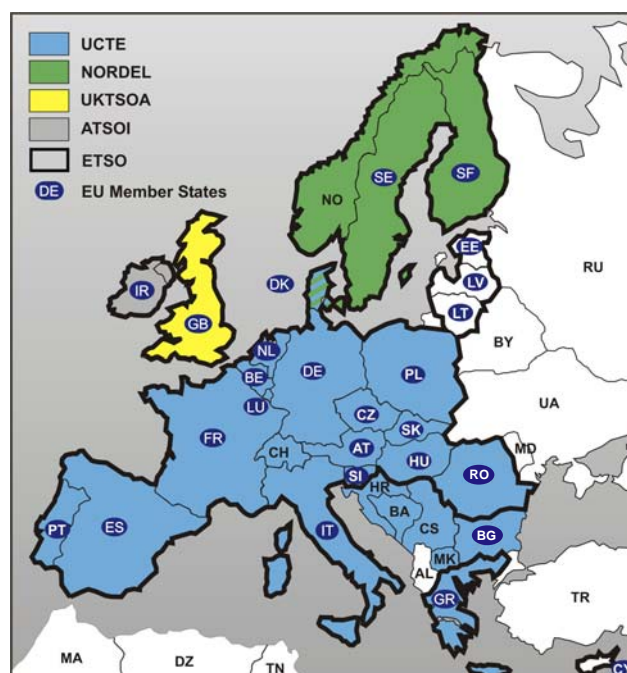 UCTE
NORDEL
UKTSOA
ATSOI
ETSO
DE EU Member States
NO
SE
SF
RU
EE
LV
LT
DK
IR
GB
BY
NL
BE
DE
PL
LU
UA
CZ
SK
FR
CH
AT
HU
MD
SI
RO
HR
BA
CS
BG
PT
ES
IT
MK
AL
GR
TR
MA
DZ
TN
CY